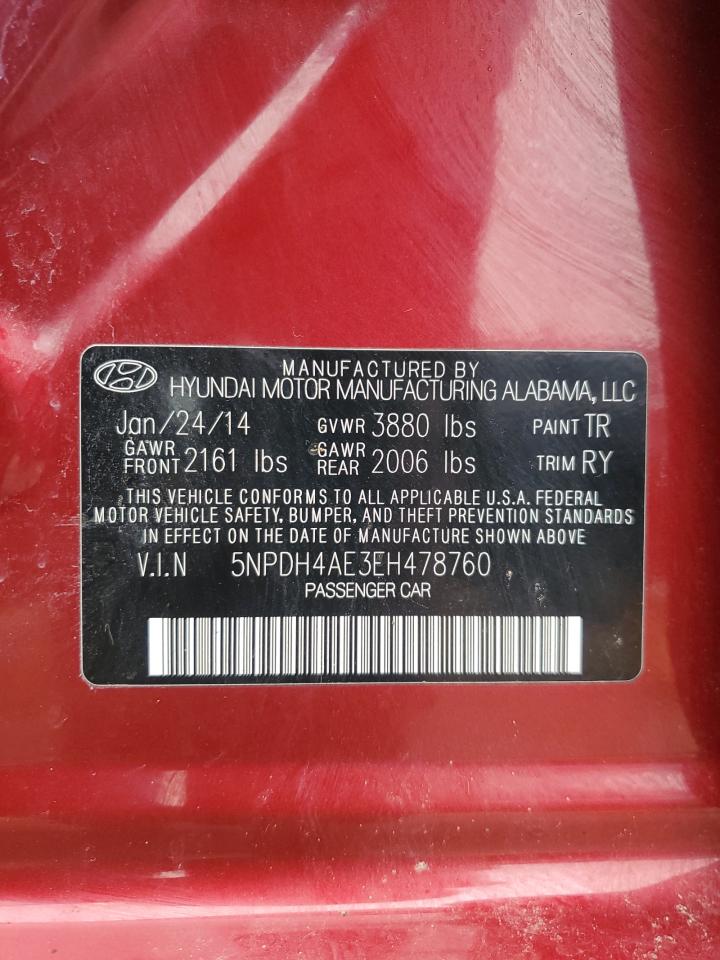 MANUFACTURED BY
HYUNDAI MOTOR MANUFACTURING ALABAMA, LLC
Jan/24/14 GVWR 3880 lbs PAINT TR
GAWR FRONT 2161 lbs GAWR REAR 2006 lbs TRIM RY
THIS VEHICLE CONFORMS TO ALL APPLICABLE U.S.A. FEDERAL
MOTOR VEHICLE SAFETY, BUMPER, AND THEFT PREVENTION STANDARDS
IN EFFECT ON THE DATE OF MANUFACTURE SHOWN ABOVE
V.I.N 5NPDH4AE3EH478760
PASSENGER CAR